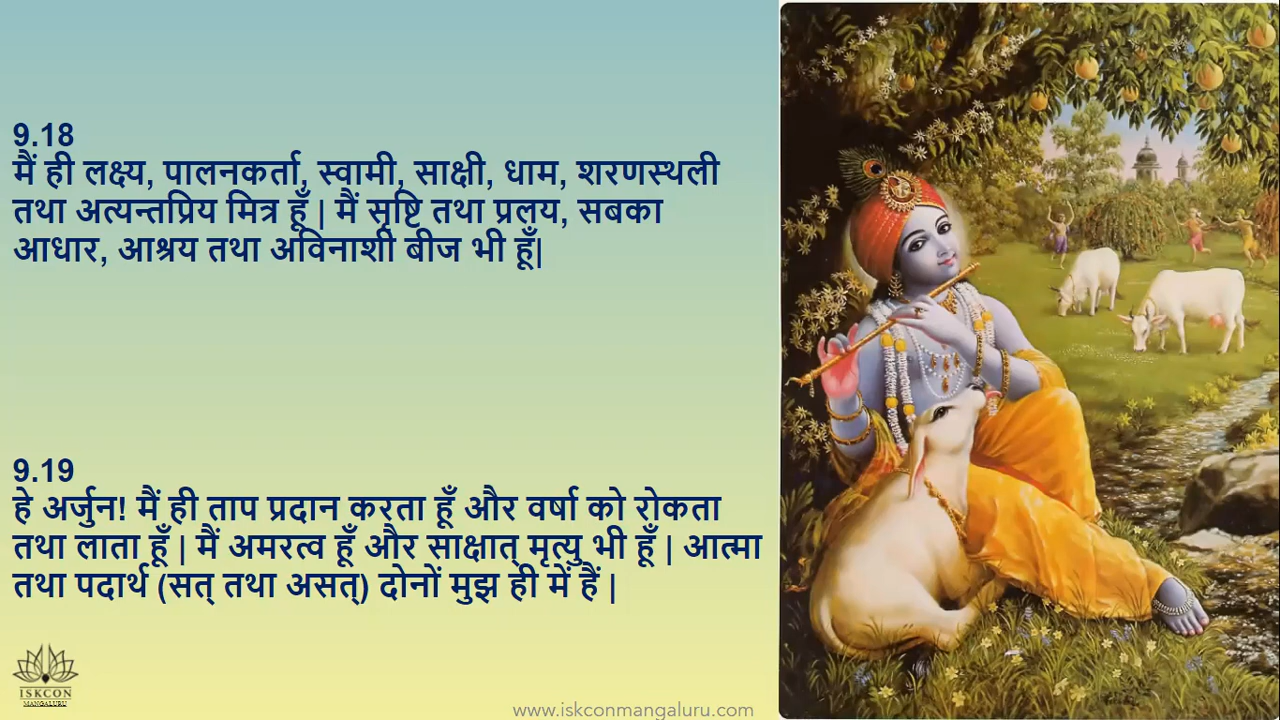 9.18
मैं ही लक्ष्य, पालनकर्ता, स्वामी, साक्षी, धाम, शरणस्थली
तथा अत्यन्तप्रिय मित्र हूँ | मैं सृष्टि तथा प्रलय, सबका
आधार, आश्रय तथा अविनाशी बीज भी हूँ|
9.19
हे अर्जुन! मैं ही ताप प्रदान करता हूँ और वर्षा को रोकता
तथा लाता हूँ | मैं अमरत्व हूँ और साक्षात् मृत्यु भी हूँ | आत्मा
तथा पदार्थ (सत् तथा असत्) दोनों मुझ ही में हैं |
ISKCON
MANGALURU
www.iskconmangaluru.com